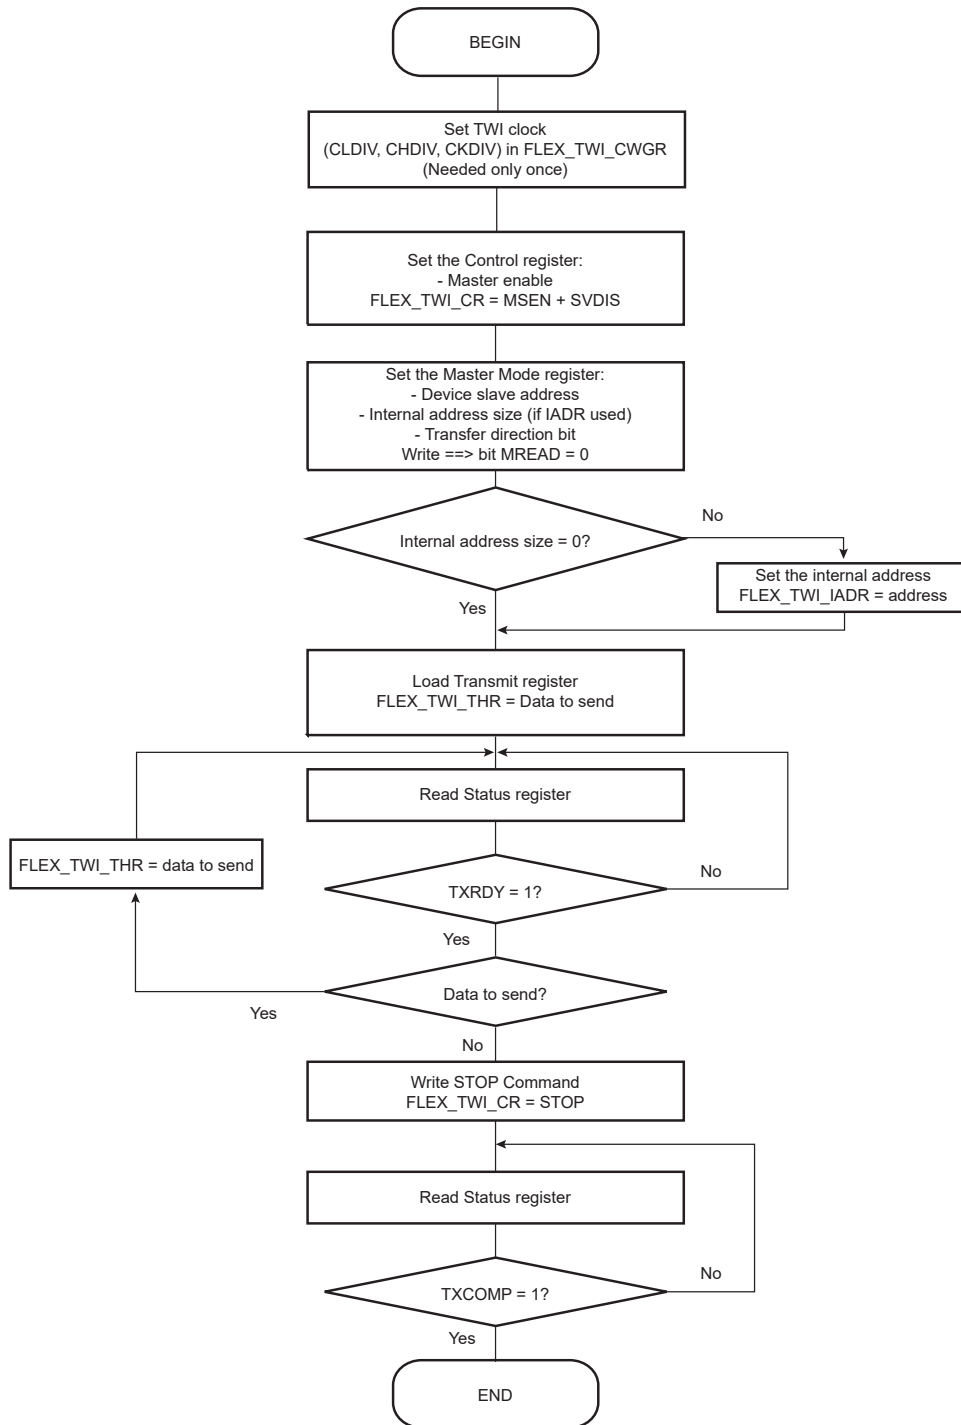 BEGIN
Set TWI clock
(CLDIV, CHDIV, CKDIV) in FLEX_TWI_CWGR
(Needed only once)
Set the Control register:
- Master enable
FLEX_TWI_CR = MSEN + SVDIS
Set the Master Mode register:
- Device slave address
- Internal address size (if IADR used)
- Transfer direction bit
Write ==> bit MREAD = 0
No
Internal address size = 0?
Set the internal address
FLEX_TWI_IADR = address
Yes
Load Transmit register
FLEX_TWI_THR = Data to send
Read Status register
FLEX_TWI_THR = data to send
No
TXRDY = 1?
Yes
Data to send?
Yes
No
Write STOP Command
FLEX_TWI_CR = STOP
Read Status register
No
TXCOMP = 1?
Yes
END